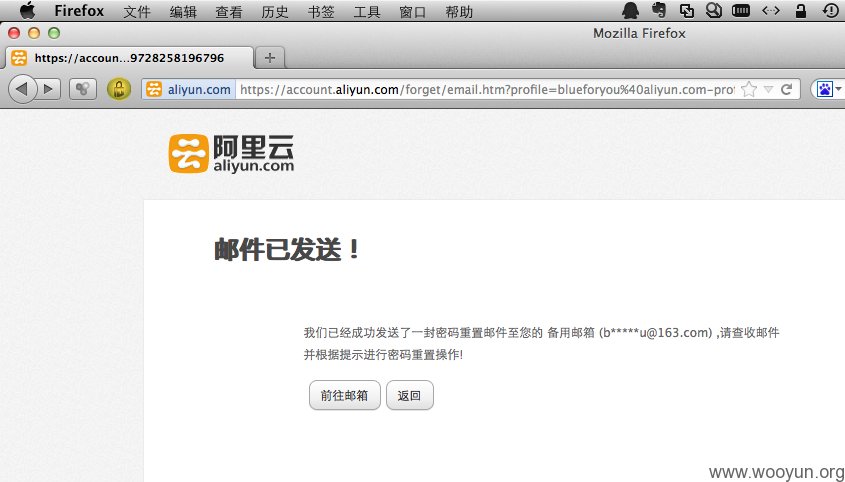 Firefox 文件 编辑 查看 历史 书签 工具 窗口 帮助
Mozilla Firefox
https://accoun...9728258196796
aliyun.com https://account.aliyun.com/forget/email.htm?profile=blueforyou%40aliyun.com-prof
阿里云
aliyun.com
邮件已发送！
我们已经成功发送了一封密码重置邮件至您的 备用邮箱 (b*****u@163.com) ,请查收邮件
并根据提示进行密码重置操作!
前往邮箱 返回
www.wooyun.org